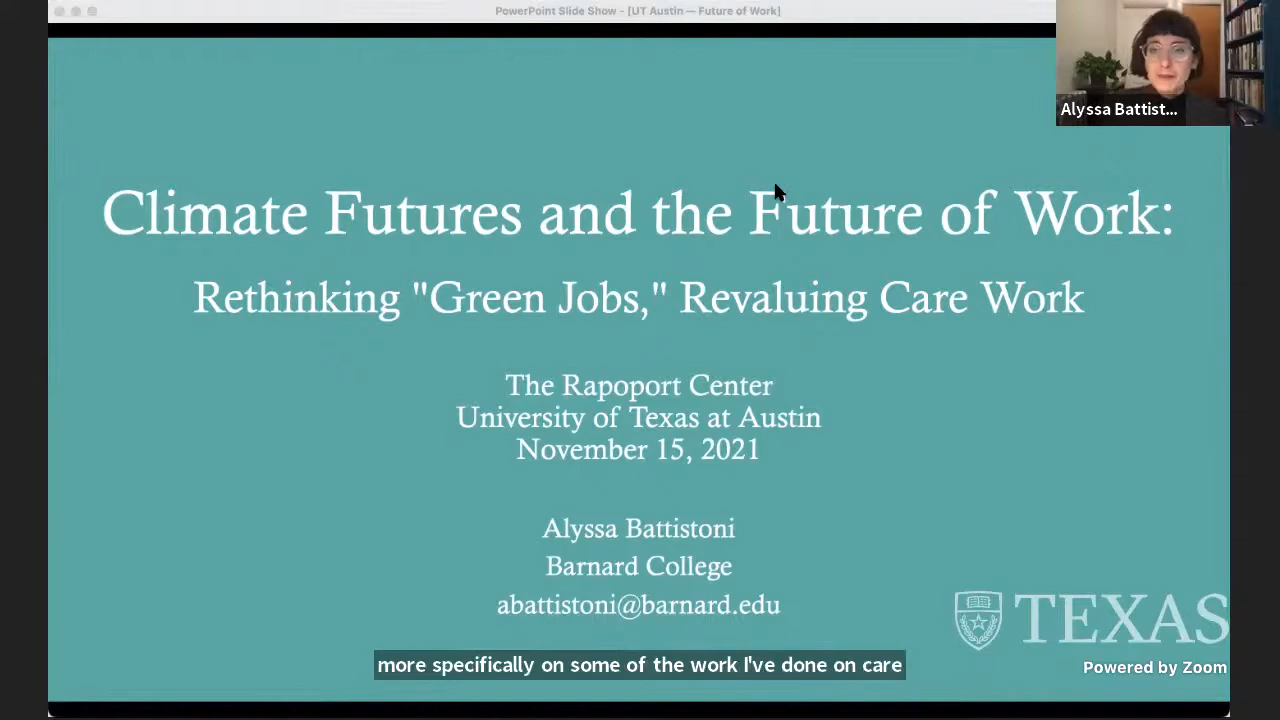 PowerPoint Slide Show - [UT Austin — Future of Work]
Alyssa Battist...
Climate Futures and the Future of Work:
Rethinking "Green Jobs," Revaluing Care Work
The Rapoport Center
University of Texas at Austin
November 15, 2021
Alyssa Battistoni
Barnard College
abattistoni@barnard.edu
TEXAS
more specifically on some of the work I've done on care
Powered by Zoom